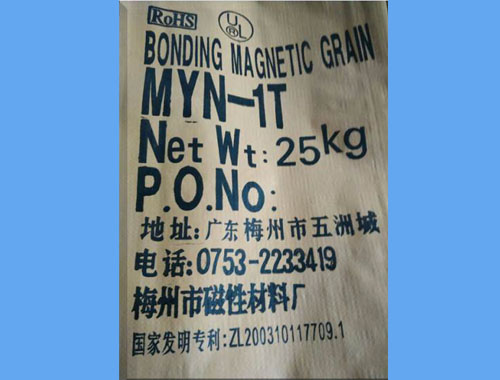 RoHS UL®
BONDING MAGNETIC GRAIN
MYN-1T
Net Wt: 25kg
P.O.No:
地址: 广东梅州市五洲城
电话: 0753-2233419
梅州市磁性材料厂
国家发明专利: ZL200310117709.1